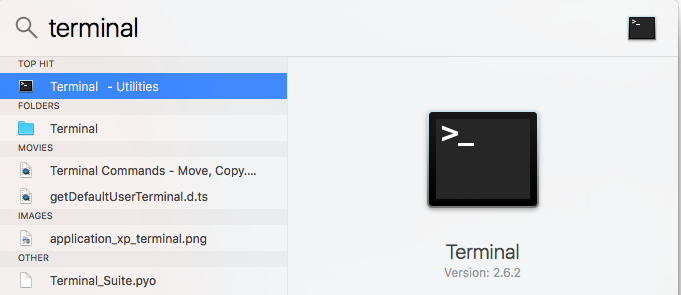 terminal
TOP HIT
Terminal - Utilities
FOLDERS
Terminal
MOVIES
Terminal Commands - Move, Copy....
getDefaultUserTerminal.d.ts
IMAGES
application_xp_terminal.png
OTHER
Terminal_Suite.pyo
>_
>_
Terminal
Version: 2.6.2